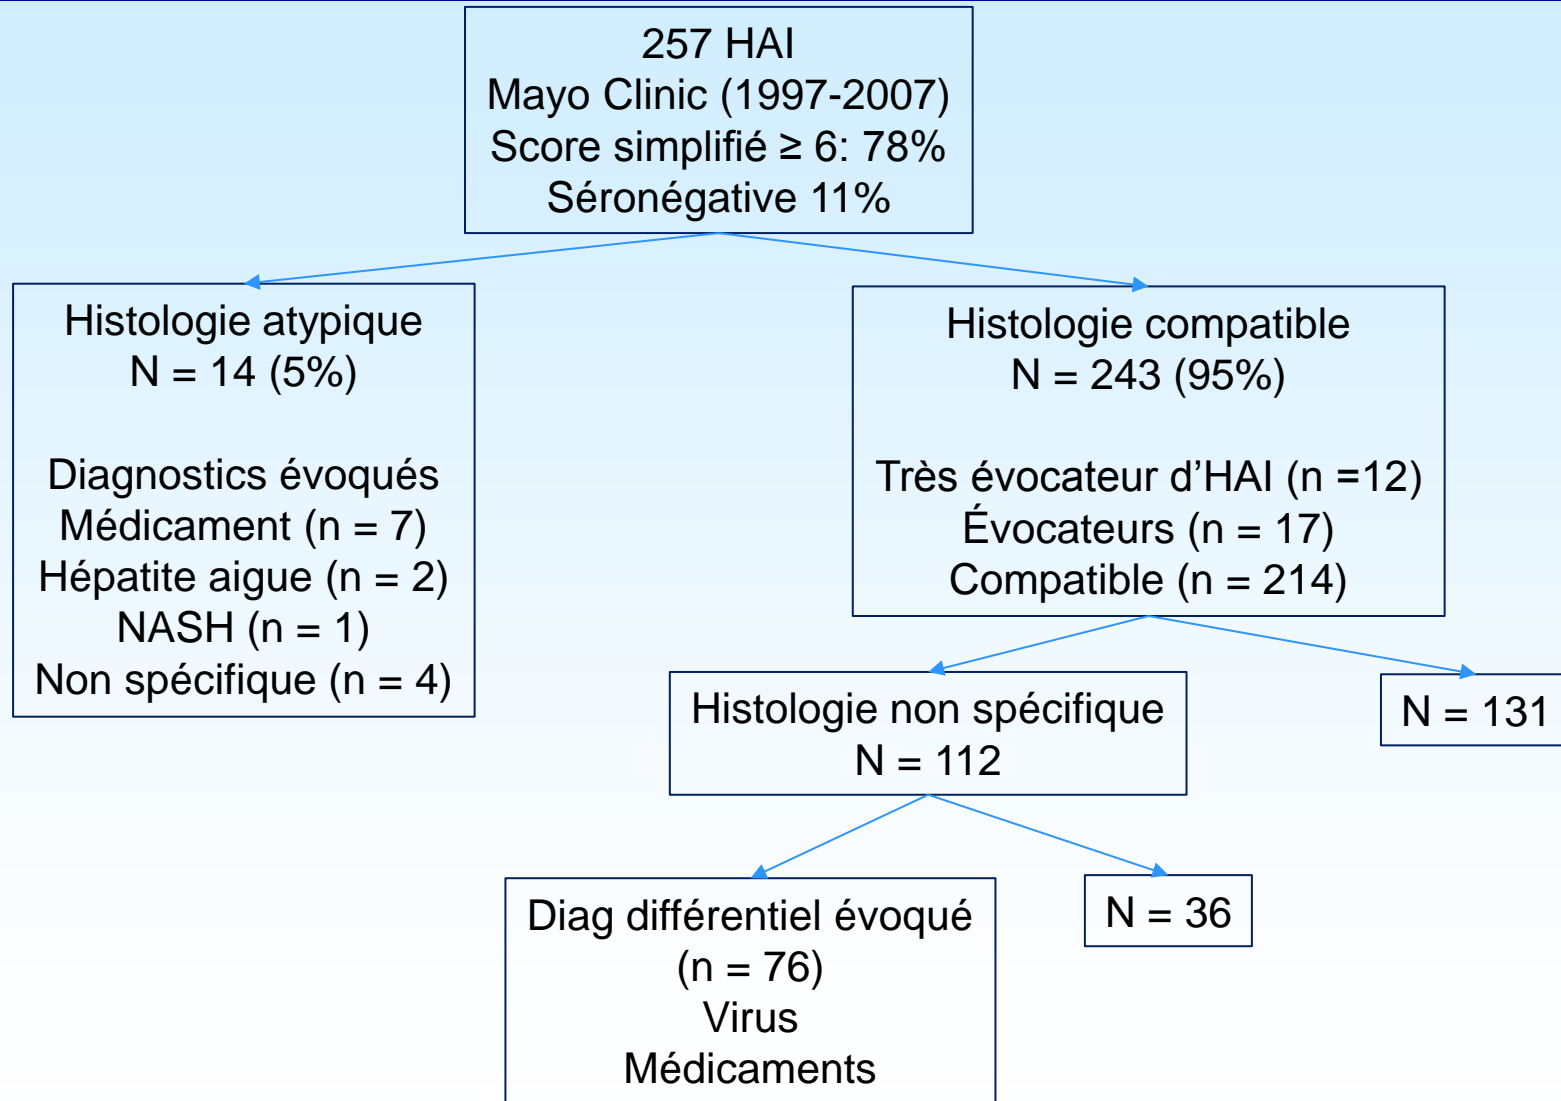 257 HAI
Mayo Clinic (1997-2007)
Score simplifié ≥ 6: 78%
Séronégative 11%
Histologie atypique
N = 14 (5%)
Diagnostics évoqués
Médicament (n = 7)
Hépatite aigue (n = 2)
NASH (n = 1)
Non spécifique (n = 4)
Histologie compatible
N = 243 (95%)
Très évocateur d’HAI (n =12)
Évocateurs (n = 17)
Compatible (n = 214)
Histologie non spécifique
N = 112
N = 131
Diag différentiel évoqué
(n = 76)
Virus
Médicaments
N = 36